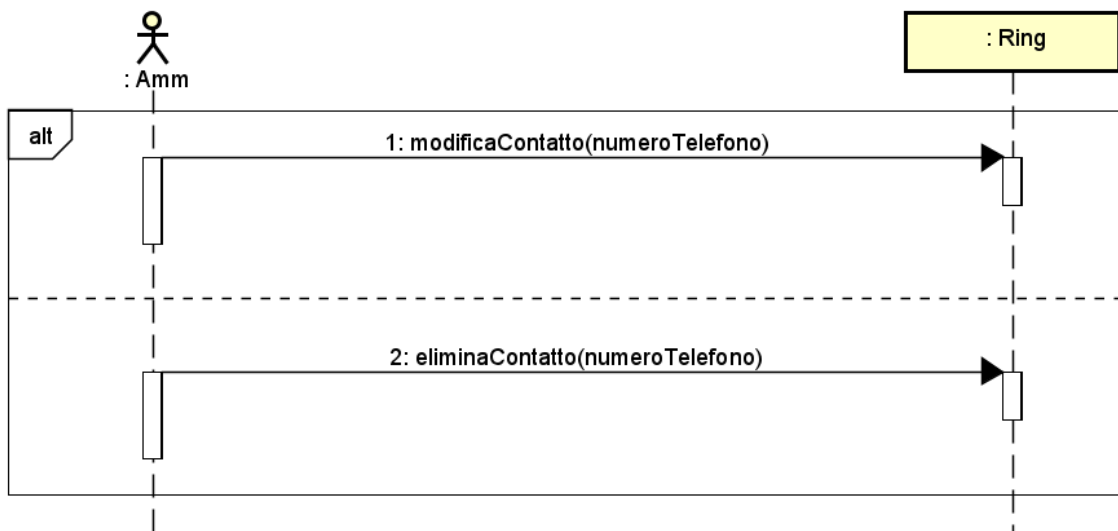 : Amm
: Ring
alt
1: modificaContatto(numeroTelefono)
2: eliminaContatto(numeroTelefono)